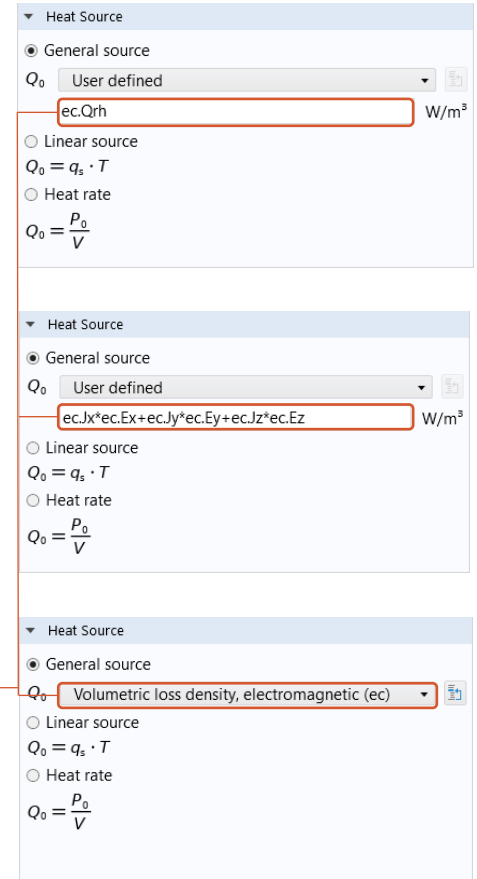 Heat Source
General source
Q₀ User defined
ec.Qrh W/m³
Linear source
Q₀ = qₛ · T
Heat rate
Q₀ = P₀/V
Heat Source
General source
Q₀ User defined
ec.Jx*ec.Ex+ec.Jy*ec.Ey+ec.Jz*ec.Ez W/m³
Linear source
Q₀ = qₛ · T
Heat rate
Q₀ = P₀/V
Heat Source
General source
Q₀ Volumetric loss density, electromagnetic (ec)
Linear source
Q₀ = qₛ · T
Heat rate
Q₀ = P₀/V